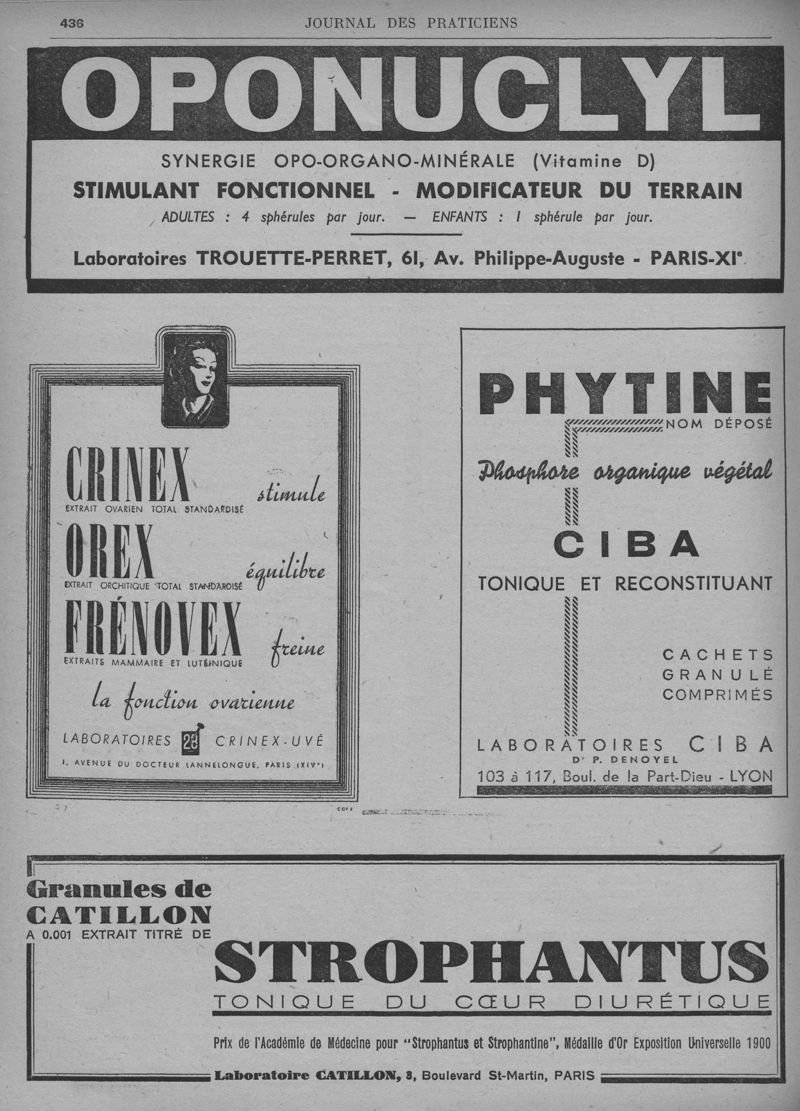 436
JOURNAL DES PRATICIENS
OPONUCLYL
SYNERGIE OPO-ORGANO-MINÉRALE (Vitamine D)
STIMULANT FONCTIONNEL - MODIFICATEUR DU TERRAIN
ADULTES : 4 sphérules par jour. — ENFANTS : 1 sphérule par jour.
Laboratoires TROUETTE-PERRET, 61, Av. Philippe-Auguste - PARIS-XIe
CRINEX stimule
EXTRAIT OVARIEN TOTAL STANDARDISÉ
OREX équilibre
EXTRAIT ORCHITIQUE TOTAL STANDARDISÉ
FRÉNOVEX freine
EXTRAITS MAMMAIRE ET LUTÉINIQUE
la fonction ovarienne
LABORATOIRES CRINEX-UVÉ
1, AVENUE DU DOCTEUR LANNELONGUE, PARIS (XIVe)
PHYTINE
NOM DÉPOSÉ
Phosphore organique végétal
CIBA
TONIQUE ET RECONSTITUANT
CACHETS
GRANULÉ
COMPRIMÉS
LABORATOIRES CIBA
Dr P. DENOYEL
103 à 117, Boul. de la Part-Dieu - LYON
Granules de
CATILLON
A 0.001 EXTRAIT TITRÉ DE
STROPHANTUS
TONIQUE DU CŒUR DIURÉTIQUE
Prix de l'Académie de Médecine pour "Strophantus et Strophantine", Médaille d'Or Exposition Universelle 1900
Laboratoire CATILLON, 3, Boulevard St-Martin, PARIS